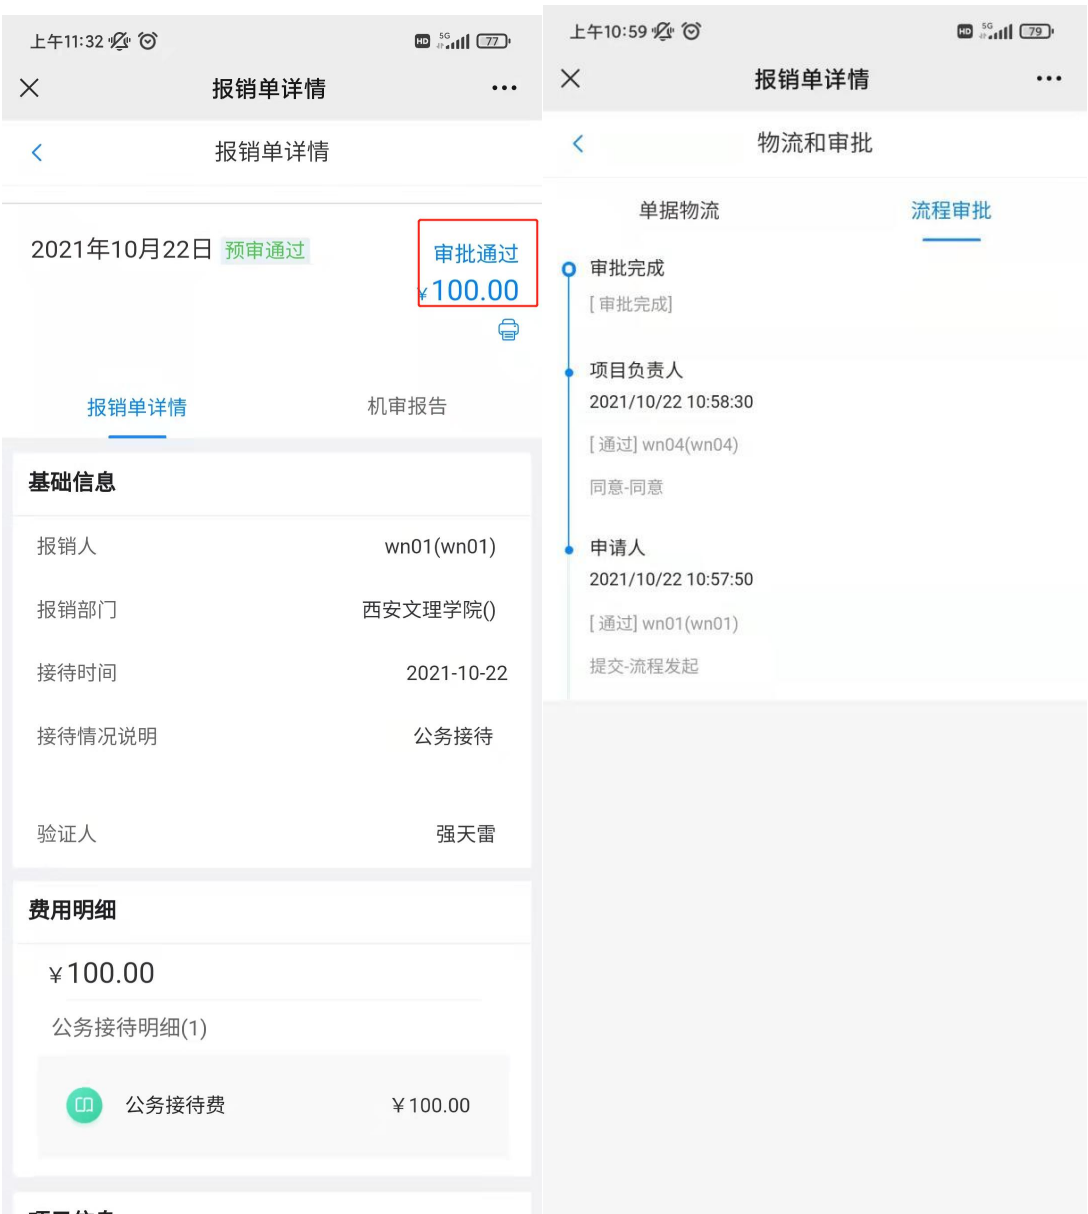 上午11:32
HD 5G 77
报销单详情
报销单详情
2021年10月22日 预审通过
审批通过
¥100.00
报销单详情 机审报告
基础信息
报销人 wn01(wn01)
报销部门 西安文理学院()
接待时间 2021-10-22
接待情况说明 公务接待
验证人 强天雷
费用明细
¥100.00
公务接待明细(1)
公务接待费 ¥100.00
上午10:59
HD 5G 79
报销单详情
物流和审批
单据物流 流程审批
审批完成
[ 审批完成]
项目负责人
2021/10/22 10:58:30
[ 通过] wn04(wn04)
同意-同意
申请人
2021/10/22 10:57:50
[ 通过] wn01(wn01)
提交-流程发起